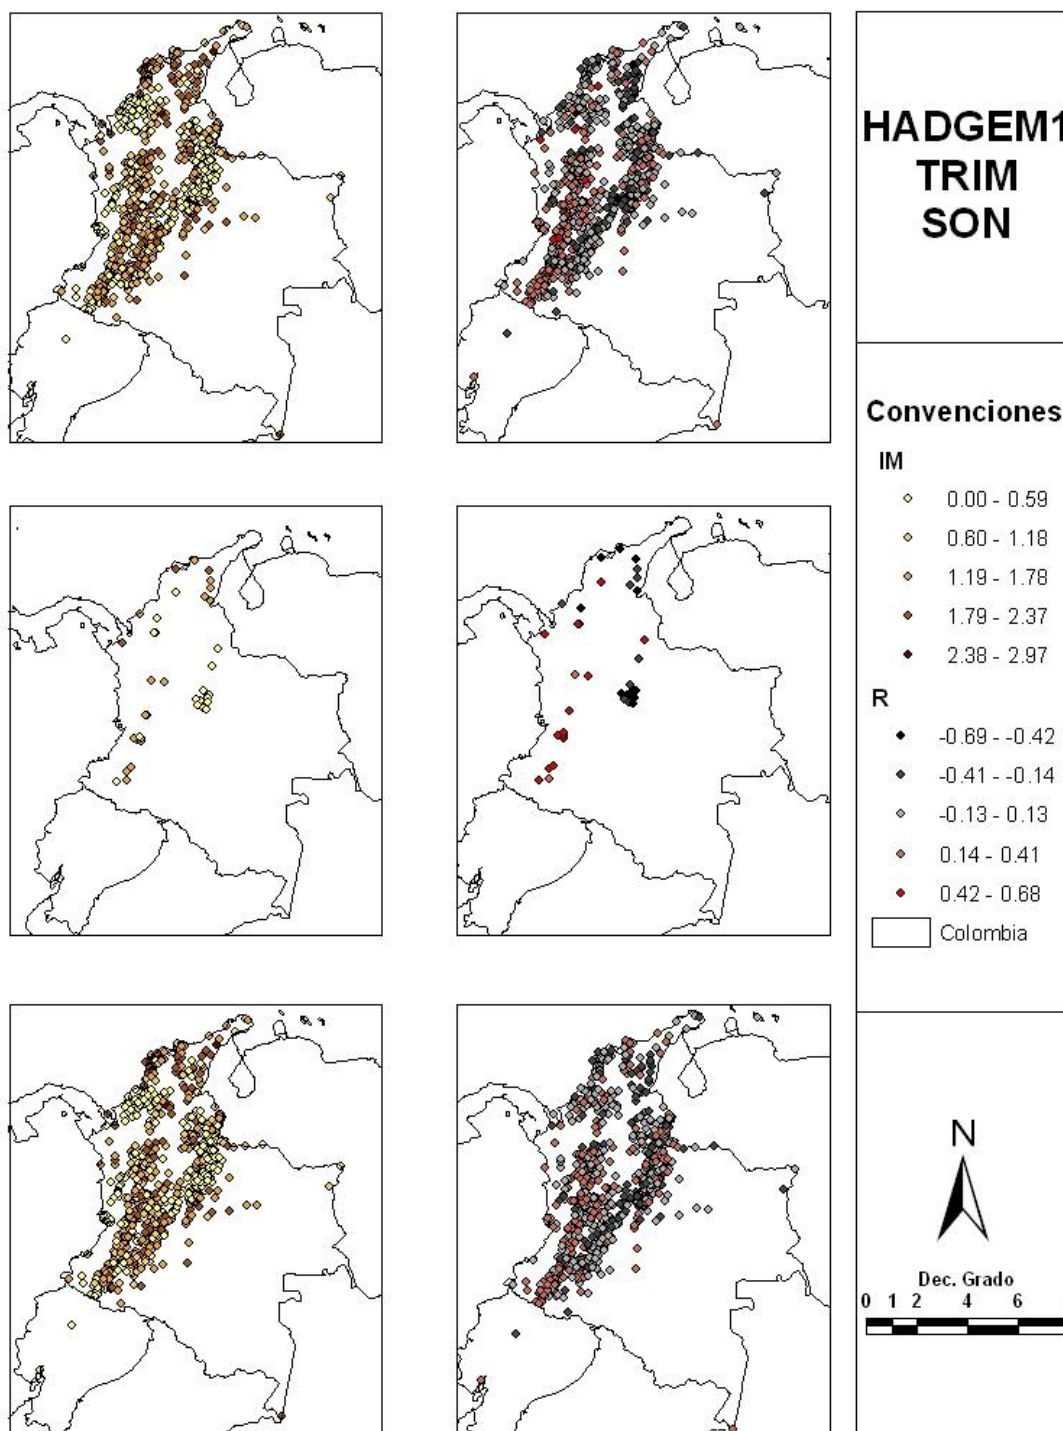 HADGEM1
TRIM
SON
Convenciones
IM
0.00 - 0.59
0.60 - 1.18
1.19 - 1.78
1.79 - 2.37
2.38 - 2.97
R
-0.69 - -0.42
-0.41 - -0.14
-0.13 - 0.13
0.14 - 0.41
0.42 - 0.68
Colombia
N
Dec. Grado
0 1 2 4 6